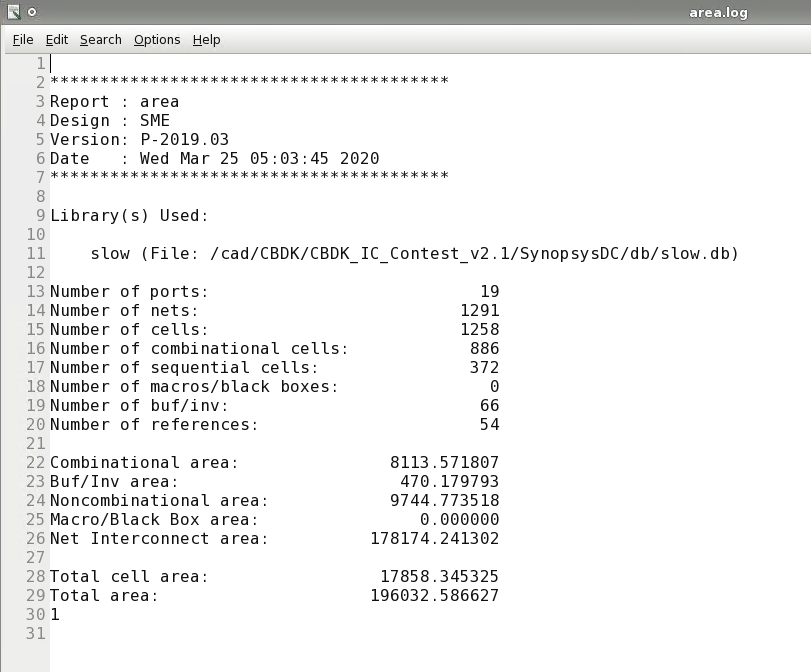 area.log
File Edit Search Options Help
1
2 ****************************************
3 Report : area
4 Design : SME
5 Version: P-2019.03
6 Date   : Wed Mar 25 05:03:45 2020
7 ****************************************
8
9 Library(s) Used:
10
11     slow (File: /cad/CBDK/CBDK_IC_Contest_v2.1/SynopsysDC/db/slow.db)
12
13 Number of ports:                           19
14 Number of nets:                          1291
15 Number of cells:                         1258
16 Number of combinational cells:            886
17 Number of sequential cells:               372
18 Number of macros/black boxes:               0
19 Number of buf/inv:                         66
20 Number of references:                      54
21
22 Combinational area:               8113.571807
23 Buf/Inv area:                      470.179793
24 Noncombinational area:            9744.773518
25 Macro/Black Box area:                0.000000
26 Net Interconnect area:          178174.241302
27
28 Total cell area:                 17858.345325
29 Total area:                     196032.586627
30 1
31